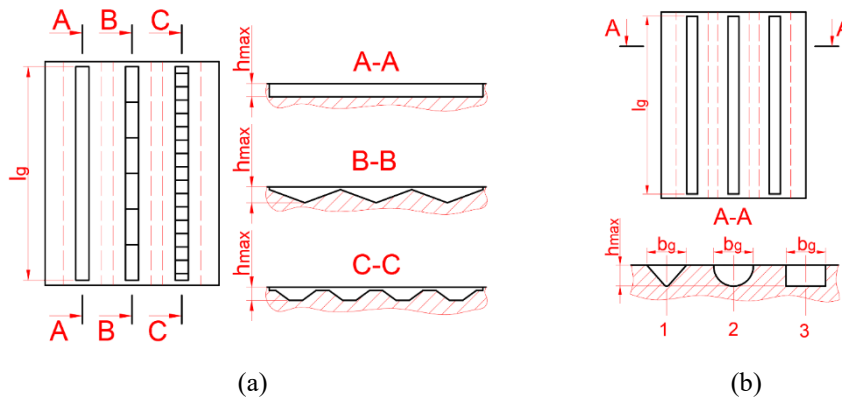 A B C
lg
A B C
A-A
hmax
B-B
hmax
C-C
hmax
(a)
A A
lg
A-A
hmax
bg bg bg
1 2 3
(b)